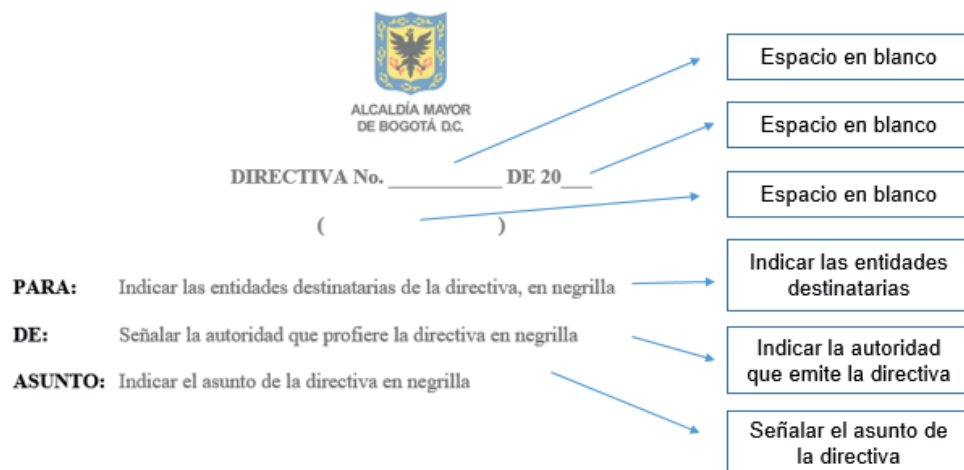 ALCALDÍA MAYOR
DE BOGOTÁ D.C.
DIRECTIVA No. ___________ DE 20___
( )
PARA: Indicar las entidades destinatarias de la directiva, en negrilla
DE: Señalar la autoridad que profiere la directiva en negrilla
ASUNTO: Indicar el asunto de la directiva en negrilla
Espacio en blanco
Espacio en blanco
Espacio en blanco
Indicar las entidades
destinatarias
Indicar la autoridad
que emite la directiva
Señalar el asunto de
la directiva